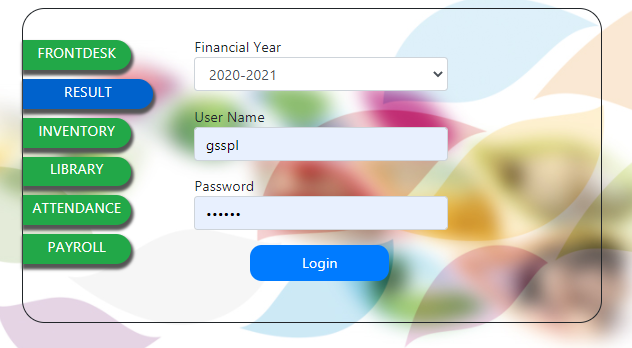 FRONTDESK
RESULT
INVENTORY
LIBRARY
ATTENDANCE
PAYROLL
Financial Year
2020-2021
User Name
gsspl
Password
••••••
Login